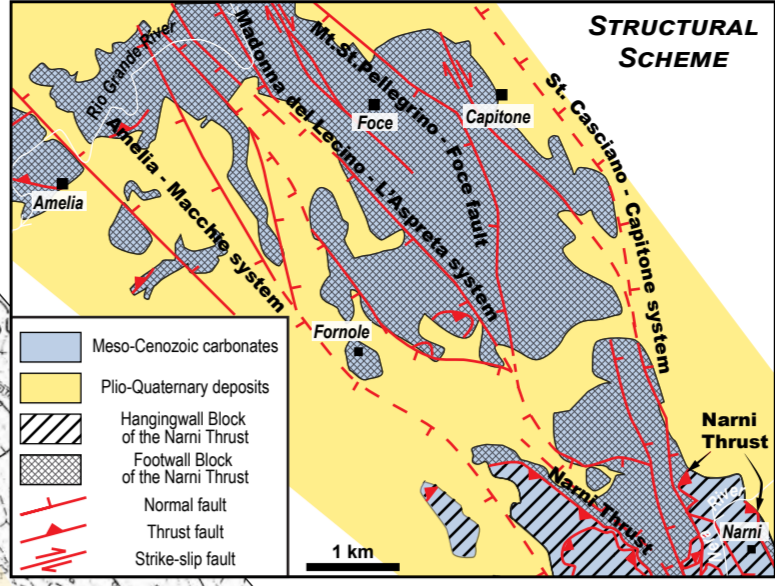 STRUCTURAL
SCHEME
Rio Grande River
Madonna del Lecino - L'Aspreta system
Mt.St.Pellegrino - Foce fault
St. Casciano - Capitone system
Foce
Capitone
Amelia - Macchie system
Amelia
Fornole
Meso-Cenozoic carbonates
Plio-Quaternary deposits
Hangingwall Block
of the Narni Thrust
Footwall Block
of the Narni Thrust
Normal fault
Thrust fault
Strike-slip fault
1 km
Narni
Thrust
Narni Thrust
River
Narni